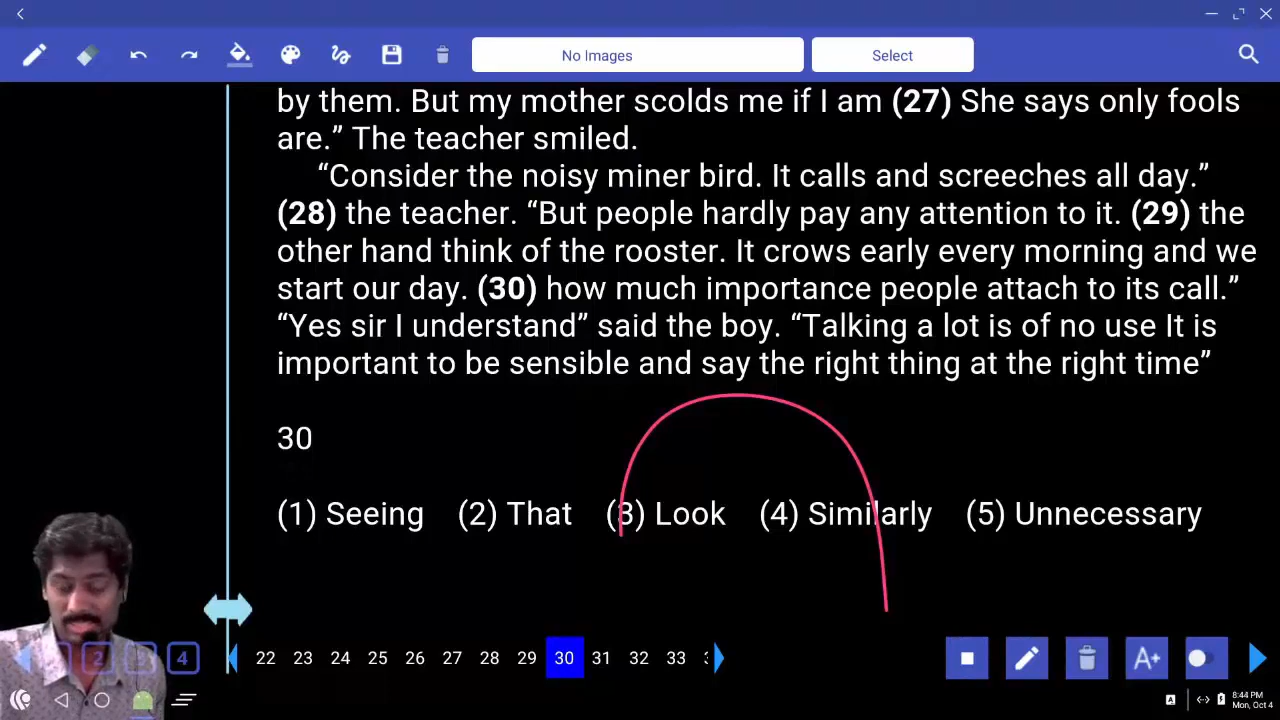 No Images
Select
by them. But my mother scolds me if I am (27) She says only fools
are.” The teacher smiled.
“Consider the noisy miner bird. It calls and screeches all day.”
(28) the teacher. “But people hardly pay any attention to it. (29) the
other hand think of the rooster. It crows early every morning and we
start our day. (30) how much importance people attach to its call.”
“Yes sir I understand” said the boy. “Talking a lot is of no use It is
important to be sensible and say the right thing at the right time”
30
(1) Seeing (2) That (3) Look (4) Similarly (5) Unnecessary
2 4 22 23 24 25 26 27 28 29 30 31 32 33 A+
A 8:44 PM
Mon, Oct 4